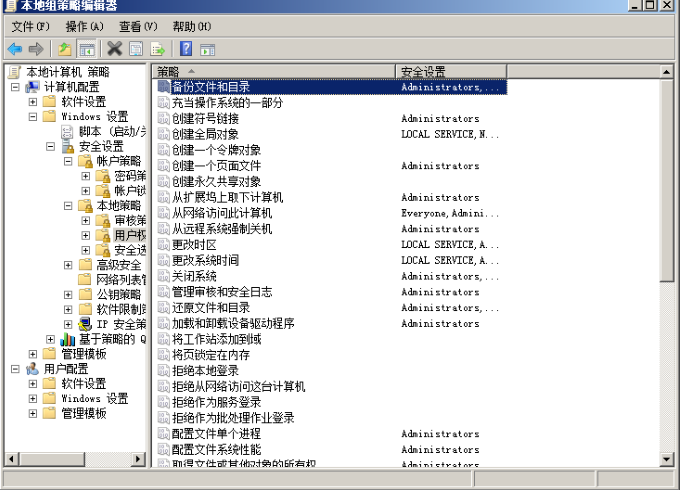 本地组策略编辑器
文件(F) 操作(A) 查看(V) 帮助(H)
本地计算机 策略
计算机配置
软件设置
Windows 设置
脚本 (启动/关
安全设置
帐户策略
密码策
帐户锁
本地策略
审核策
用户权
安全选
高级安全
网络列表管
公钥策略
软件限制策
IP 安全策
基于策略的 Q
管理模板
用户配置
软件设置
Windows 设置
管理模板
策略 安全设置
备份文件和目录 Administrators,...
充当操作系统的一部分
创建符号链接 Administrators
创建全局对象 LOCAL SERVICE,N...
创建一个令牌对象
创建一个页面文件 Administrators
创建永久共享对象
从扩展坞上取下计算机 Administrators
从网络访问此计算机 Everyone,Admini...
从远程系统强制关机 Administrators
更改时区 LOCAL SERVICE,A...
更改系统时间 LOCAL SERVICE,A...
关闭系统 Administrators,...
管理审核和安全日志 Administrators
还原文件和目录 Administrators,...
加载和卸载设备驱动程序 Administrators
将工作站添加到域
将页锁定在内存
拒绝本地登录
拒绝从网络访问这台计算机
拒绝作为服务登录
拒绝作为批处理作业登录
配置文件单个进程 Administrators
配置文件系统性能 Administrators
取得文件或其他对象的所有权 Administrators